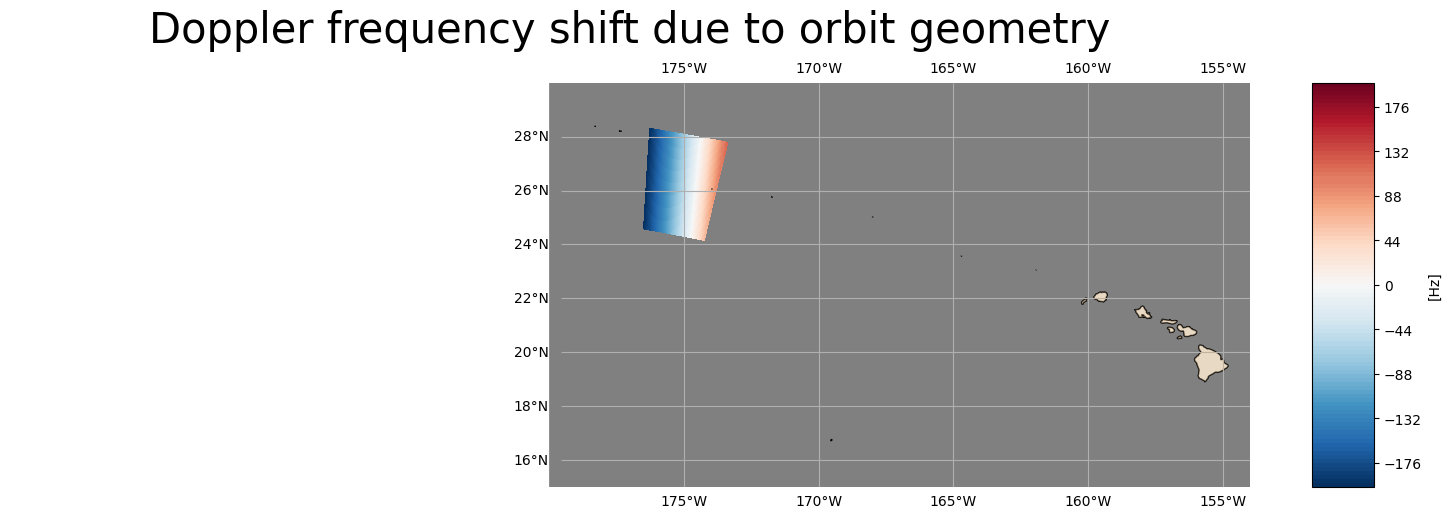 Doppler frequency shift due to orbit geometry
175°W 170°W 165°W 160°W 155°W
28°N
26°N
24°N
22°N
20°N
18°N
16°N
175°W 170°W 165°W 160°W 155°W
176
132
88
44
0
−44
−88
−132
−176
[Hz]